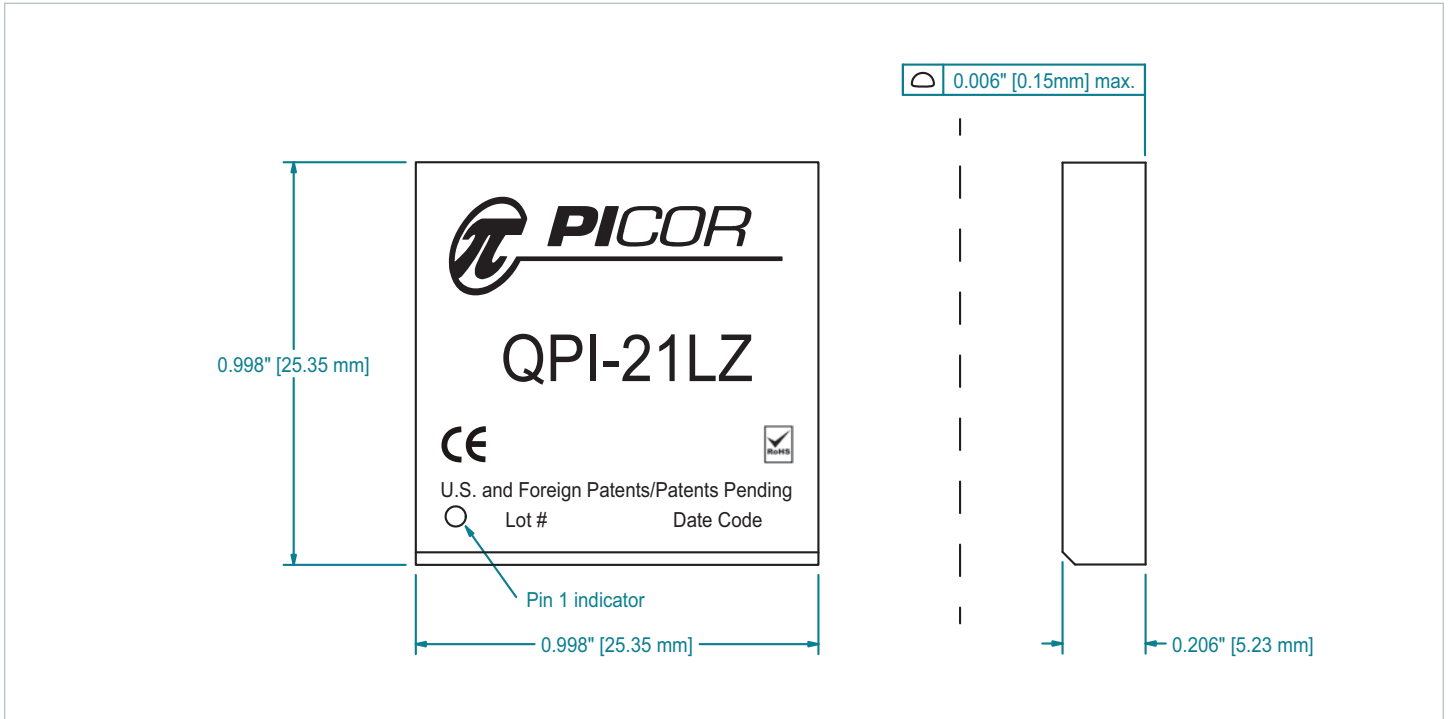 0.006" [0.15mm] max.
π PICOR
0.998" [25.35 mm]
QPI-21LZ
CE
RoHS
U.S. and Foreign Patents/Patents Pending
Lot # Date Code
Pin 1 indicator
0.998" [25.35 mm]
0.206" [5.23 mm]